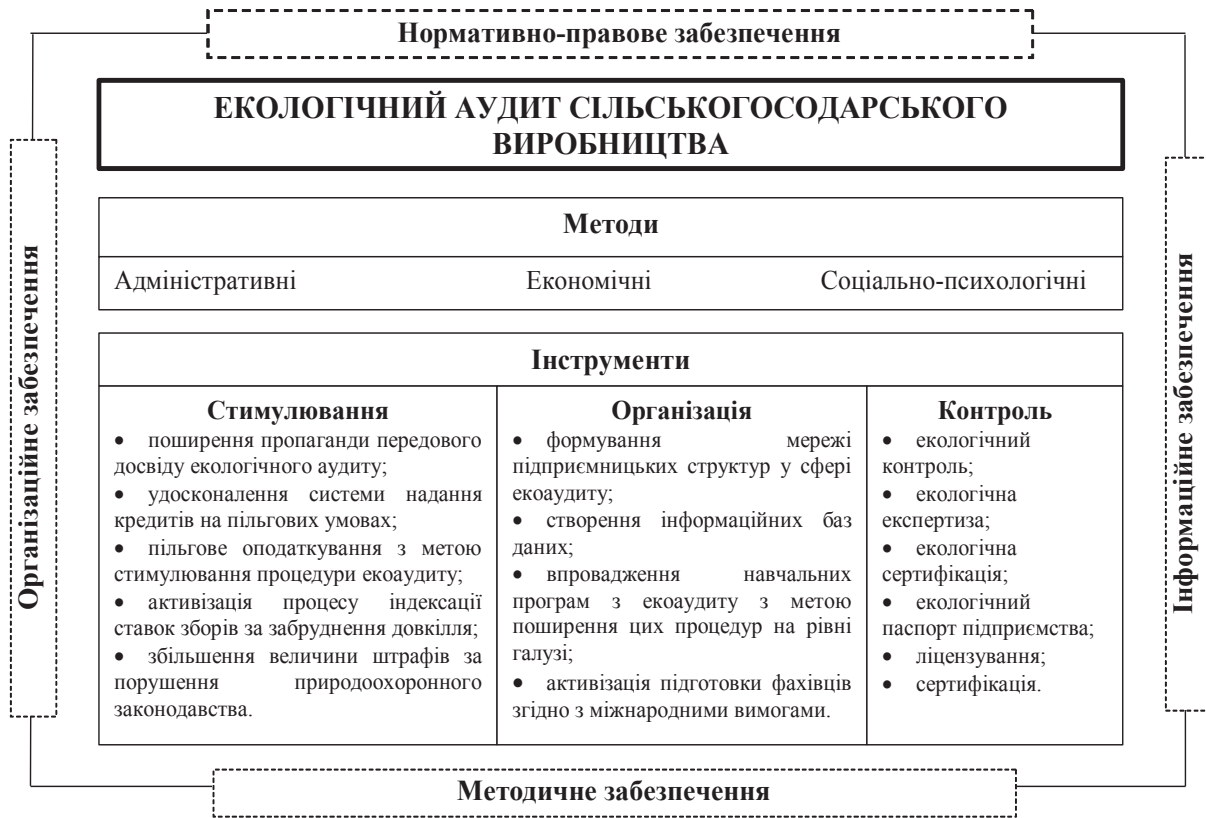 Нормативно-правове забезпечення
ЕКОЛОГІЧНИЙ АУДИТ СІЛЬСЬКОГОСОДАРСЬКОГО
ВИРОБНИЦТВА
Організаційне забезпечення
Методи
Адміністративні Економічні Соціально-психологічні
Інструменти
Стимулювання
• поширення пропаганди передового
досвіду екологічного аудиту;
• удосконалення системи надання
кредитів на пільгових умовах;
• пільгове оподаткування з метою
стимулювання процедури екоаудиту;
• активізація процесу індексації
ставок зборів за забруднення довкілля;
• збільшення величини штрафів за
порушення природоохоронного
законодавства.
Організація
• формування мережі
підприємницьких структур у сфері
екоаудиту;
• створення інформаційних баз
даних;
• впровадження навчальних
програм з екоаудиту з метою
поширення цих процедур на рівні
галузі;
• активізація підготовки фахівців
згідно з міжнародними вимогами.
Контроль
• екологічний
контроль;
• екологічна
експертиза;
• екологічна
сертифікація;
• екологічний
паспорт підприємства;
• ліцензування;
• сертифікація.
Інформаційне забезпечення
Методичне забезпечення